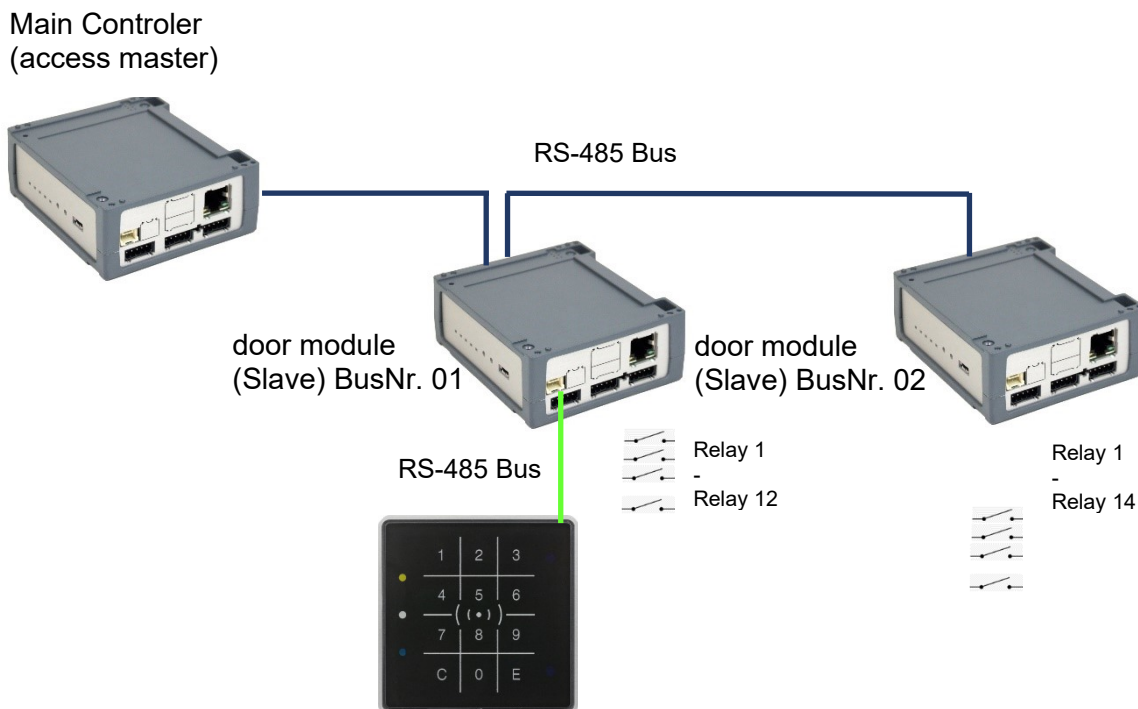 Main Controler
(access master)
RS-485 Bus
door module
(Slave) BusNr. 01
door module
(Slave) BusNr. 02
RS-485 Bus
Relay 1
-
Relay 12
Relay 1
-
Relay 14
1 2 3
4 5 6
7 8 9
C 0 E